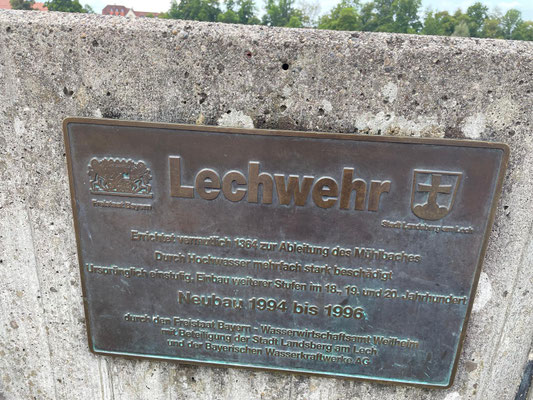 Lechwehr
Freistaat Bayern
Stadt Landsberg am Lech
Errichtet vermutlich 1364 zur Ableitung des Mühlbaches
Durch Hochwasser mehrfach stark beschädigt
Ursprünglich einstufig, Einbau weiterer Stufen im 18., 19. und 20. Jahrhundert
Neubau 1994 bis 1996
durch den Freistaat Bayern - Wasserwirtschaftsamt Weilheim
mit Beteiligung der Stadt Landsberg am Lech
und der Bayerischen Wasserkraftwerke AG